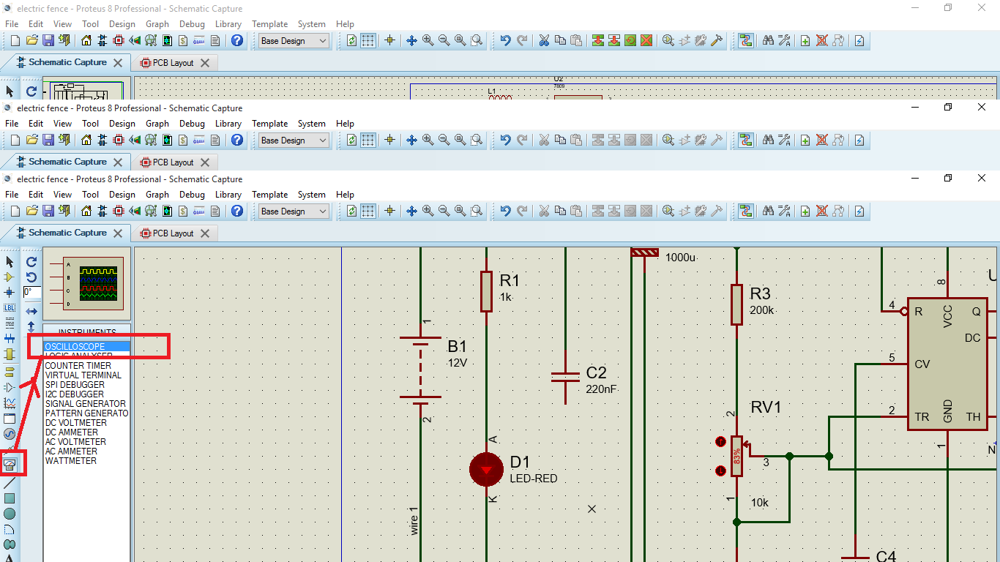 electric fence - Proteus 8 Professional - Schematic Capture
File Edit View Tool Design Graph Debug Library Template System Help
Base Design
Schematic Capture PCB Layout
U2
7809
L1
electric fence - Proteus 8 Professional - Schematic Capture
File Edit View Tool Design Graph Debug Library Template System Help
Base Design
Schematic Capture PCB Layout
electric fence - Proteus 8 Professional - Schematic Capture
File Edit View Tool Design Graph Debug Library Template System Help
Base Design
Schematic Capture PCB Layout
0°
LBL
A
B
C
D
INSTRUMENTS
OSCILLOSCOPE
LOGIC ANALYSER
COUNTER TIMER
VIRTUAL TERMINAL
SPI DEBUGGER
I2C DEBUGGER
SIGNAL GENERATOR
PATTERN GENERATO
DC VOLTMETER
DC AMMETER
AC VOLTMETER
AC AMMETER
WATTMETER
A
1
B1
12V
2
wire 1
R1
1k
A
D1
LED-RED
K
C2
220nF
1000u
R3
200k
RV1
2
83%
3
1
10k
U
8
4 R VCC Q
DC
5 CV
2 TR GND TH
1
N
C4